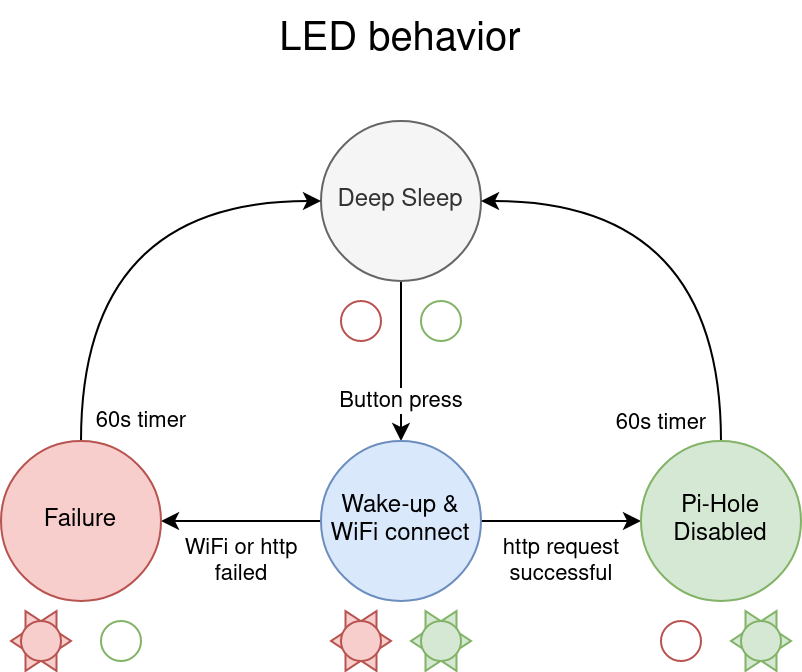 LED behavior
Deep Sleep
Button press
60s timer
60s timer
Failure
Wake-up &
WiFi connect
Pi-Hole
Disabled
WiFi or http
failed
http request
successful